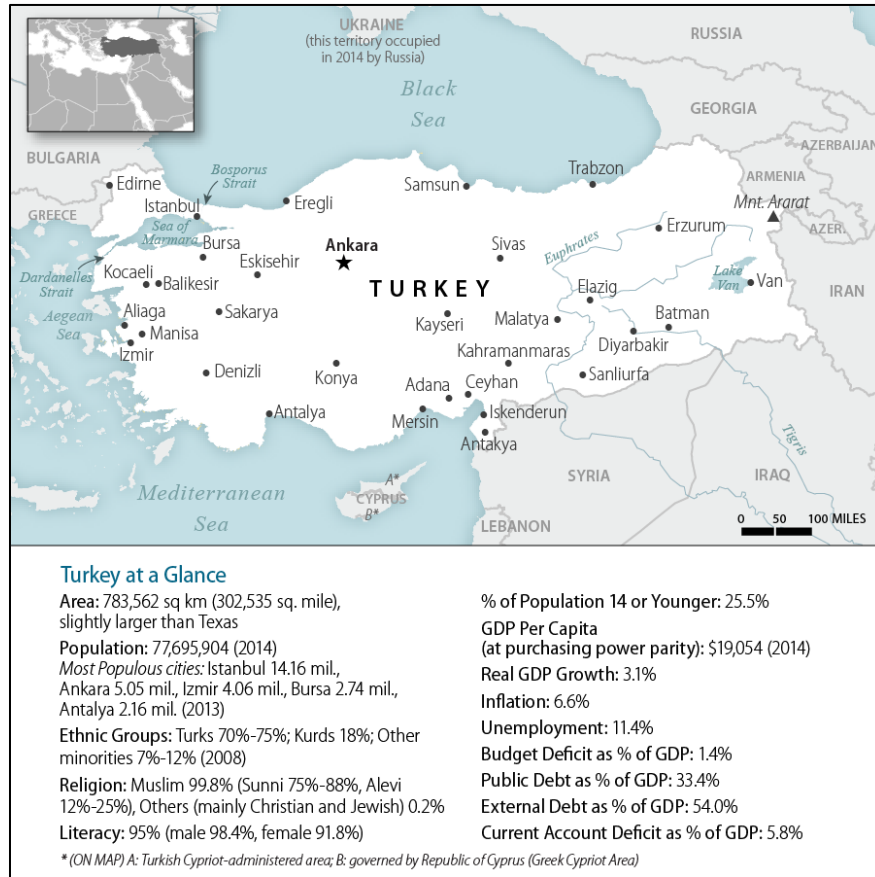 UKRAINE
(this territory occupied
in 2014 by Russia)
RUSSIA
Black
Sea
GEORGIA
BULGARIA
Bosporus
Strait
AZERBAIJAN
Trabzon
ARMENIA
Edirne
Samsun
Mnt. Ararat
Eregli
Istanbul
GREECE
Sea of
Marmara
Erzurum
AZER.
Bursa
Ankara
Sivas
Euphrates
Eskisehir
Dardanelles
Strait
Kocaeli
Balikesir
TURKEY
Elazig
Lake
Van
Van
IRAN
Aegean
Sea
Aliaga
Sakarya
Kayseri
Malatya
Batman
Manisa
Diyarbakir
Izmir
Kahramanmaras
Denizli
Konya
Adana
Ceyhan
Sanliurfa
Antalya
Mersin
Iskenderun
Antakya
Tigris
SYRIA
IRAQ
Mediterranean
Sea
A*
CYPRUS
B*
LEBANON
0 50 100 MILES
Turkey at a Glance
Area: 783,562 sq km (302,535 sq. mile),
slightly larger than Texas
Population: 77,695,904 (2014)
Most Populous cities: Istanbul 14.16 mil.,
Ankara 5.05 mil., Izmir 4.06 mil., Bursa 2.74 mil.,
Antalya 2.16 mil. (2013)
Ethnic Groups: Turks 70%-75%; Kurds 18%; Other
minorities 7%-12% (2008)
Religion: Muslim 99.8% (Sunni 75%-88%, Alevi
12%-25%), Others (mainly Christian and Jewish) 0.2%
Literacy: 95% (male 98.4%, female 91.8%)
% of Population 14 or Younger: 25.5%
GDP Per Capita
(at purchasing power parity): $19,054 (2014)
Real GDP Growth: 3.1%
Inflation: 6.6%
Unemployment: 11.4%
Budget Deficit as % of GDP: 1.4%
Public Debt as % of GDP: 33.4%
External Debt as % of GDP: 54.0%
Current Account Deficit as % of GDP: 5.8%
* (ON MAP) A: Turkish Cypriot-administered area; B: governed by Republic of Cyprus (Greek Cypriot Area)